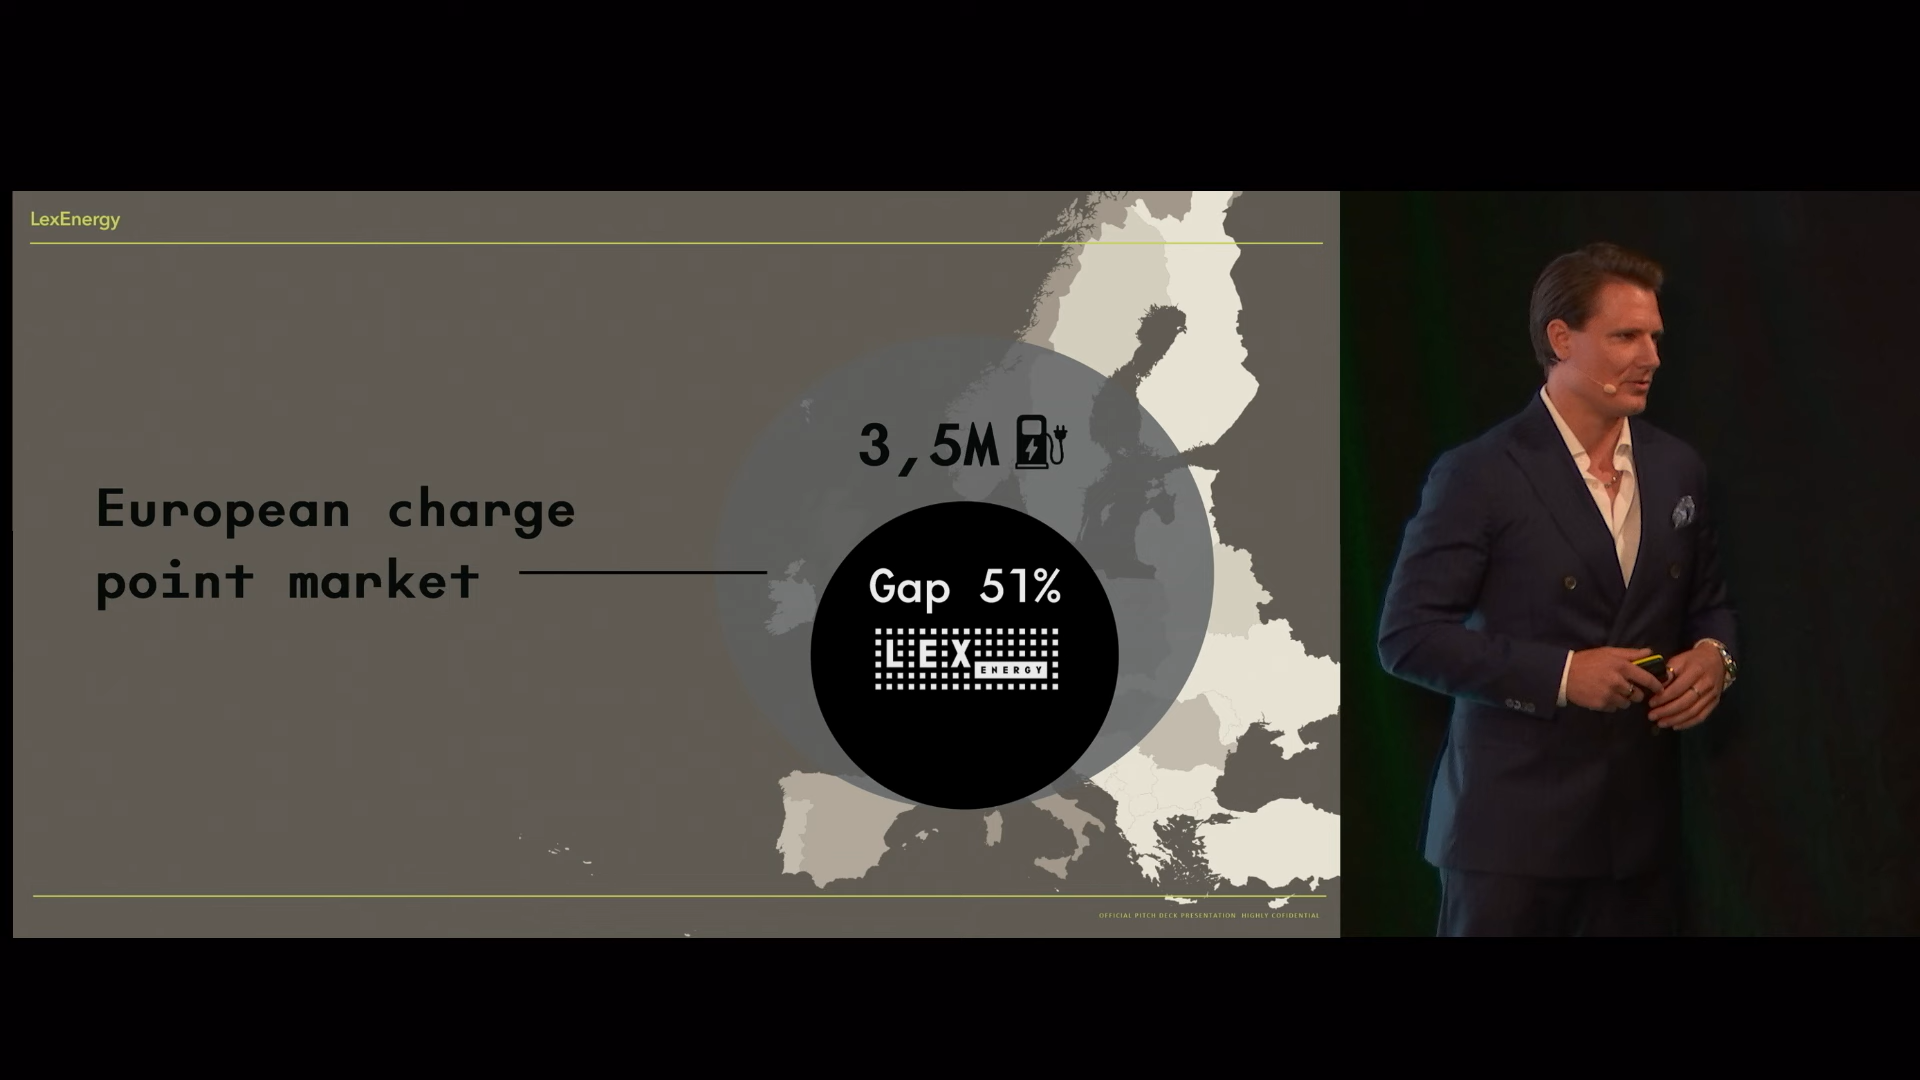 LexEnergy
European charge
point market
3,5M
Gap 51%
LEX
ENERGY
OFFICIAL PITCH DECK PRESENTATION HIGHLY COFIDENTIAL